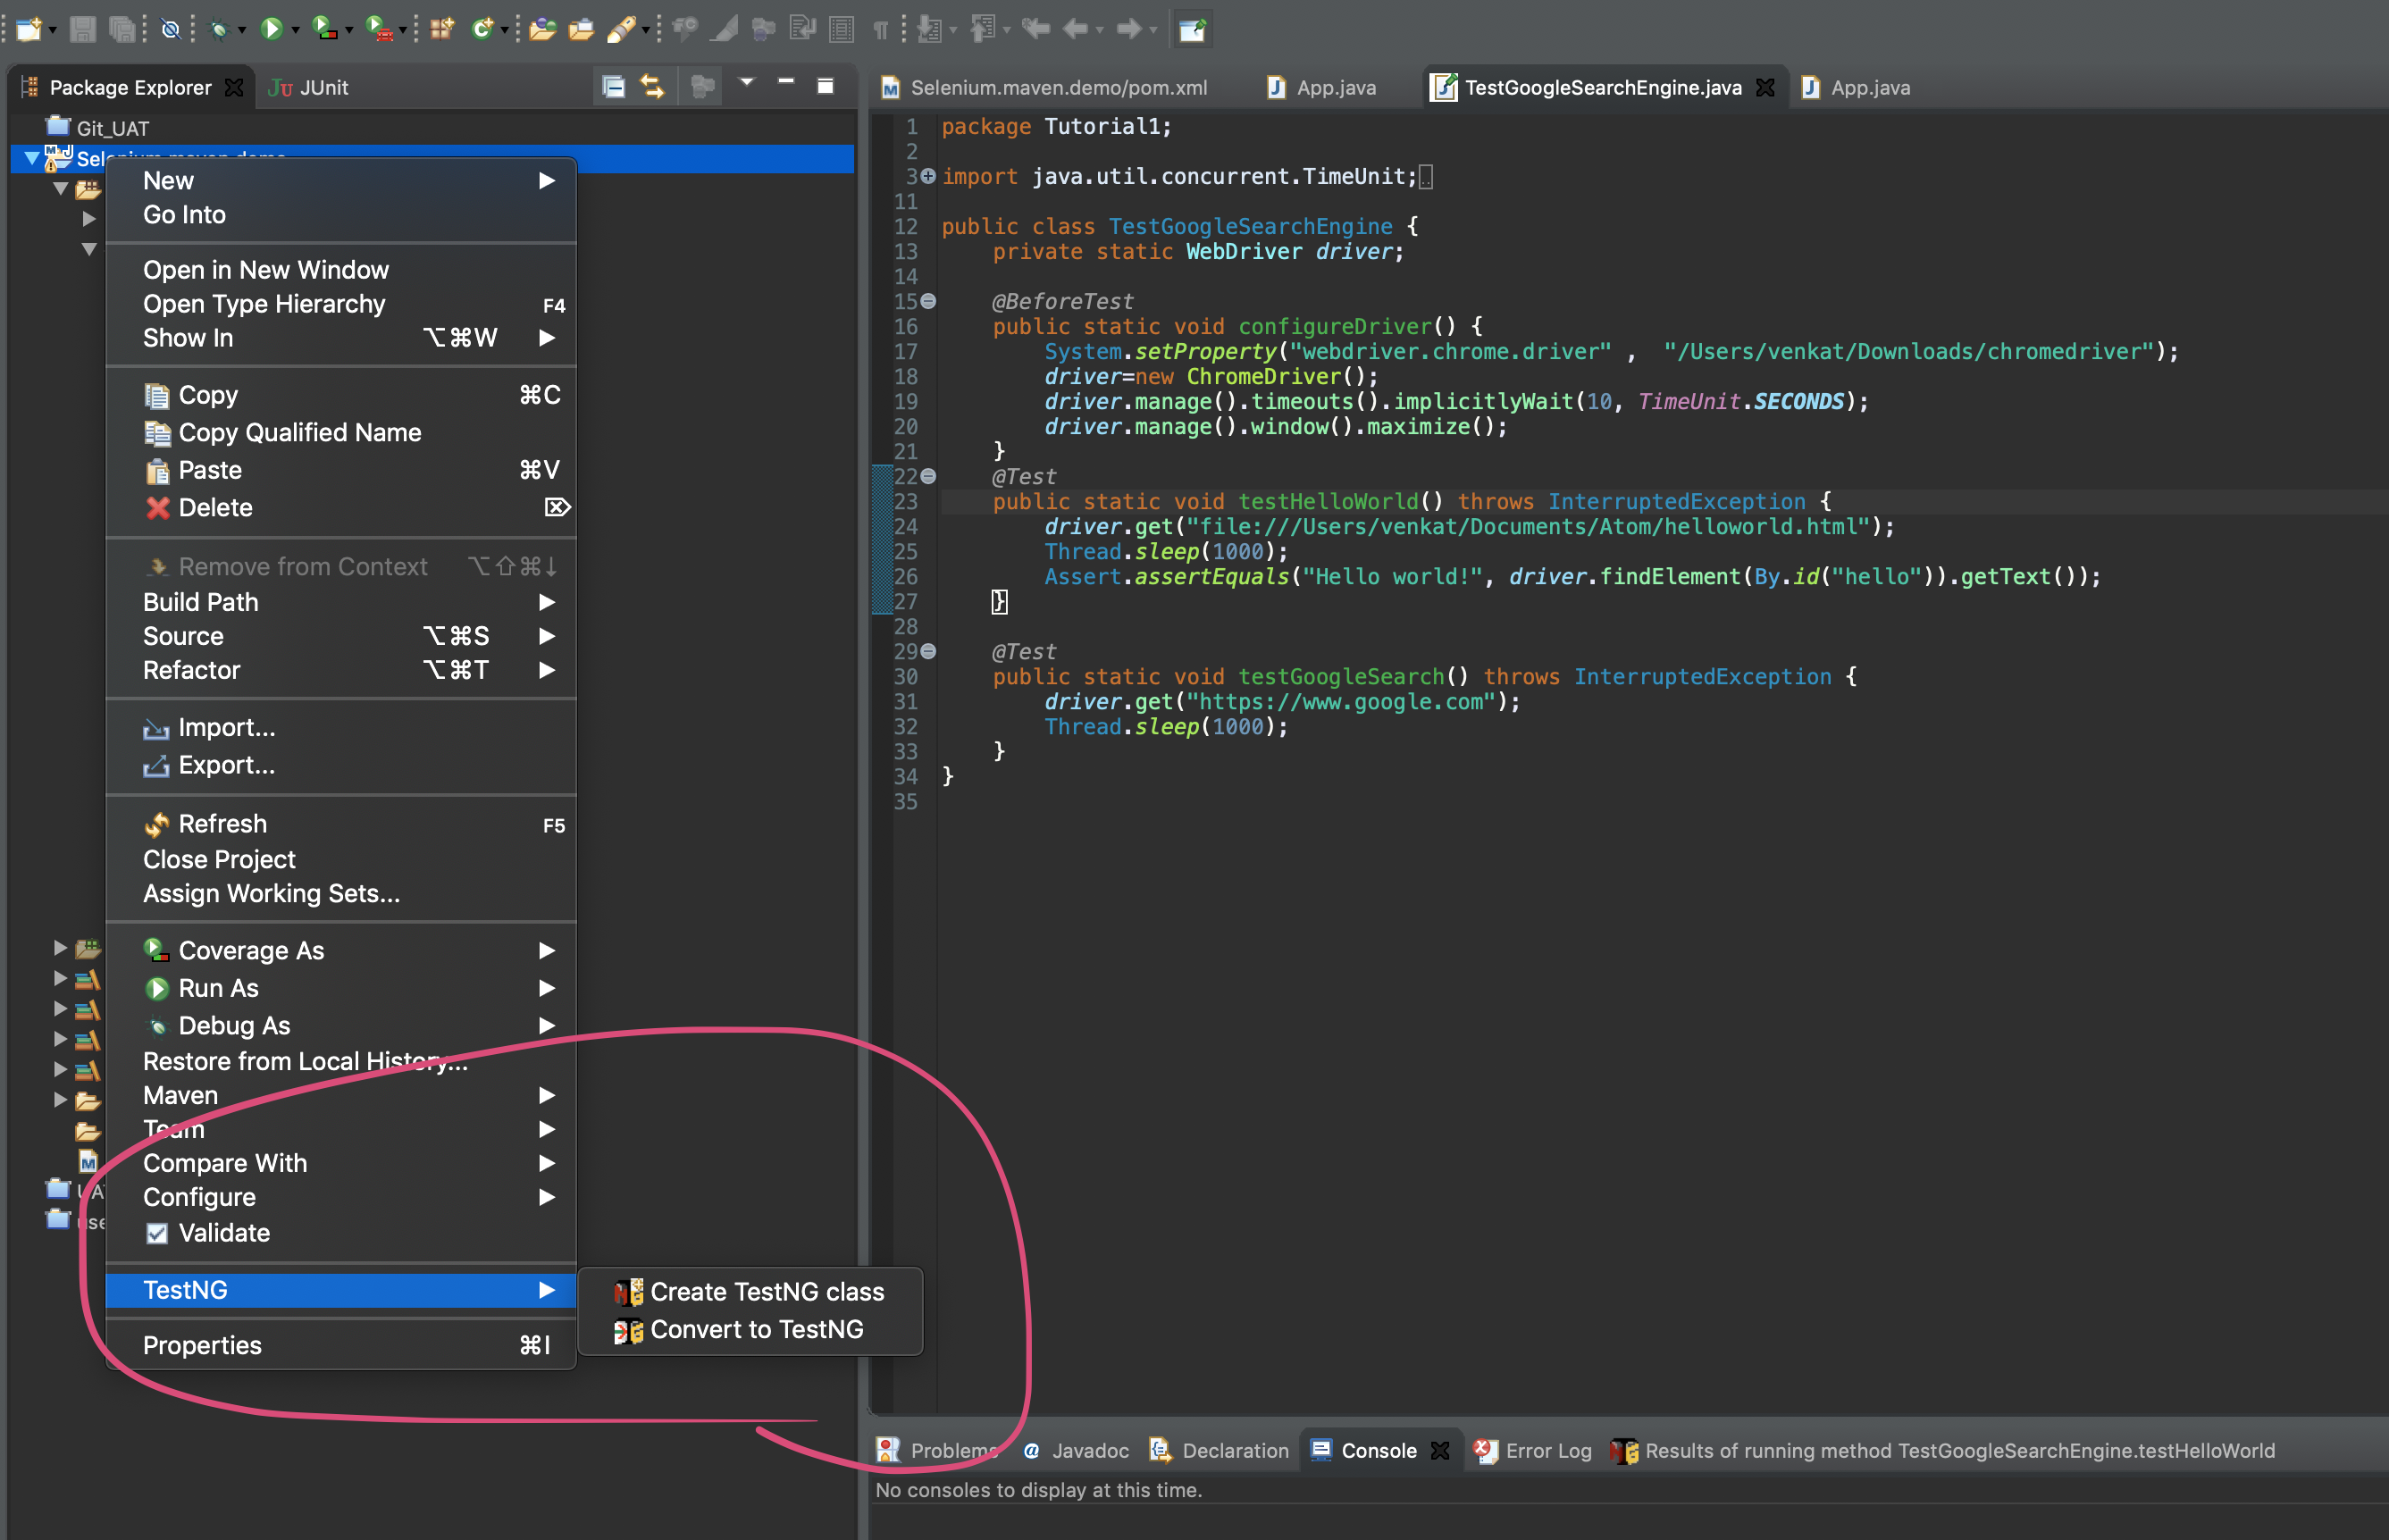 Package Explorer
JUnit
Git_UAT
Selenium.maven.demo
New
Go Into
Open in New Window
Open Type Hierarchy F4
Show In ⌥⌘W
Copy ⌘C
Copy Qualified Name
Paste ⌘V
Delete ⌦
Remove from Context ⌥⇧⌘↓
Build Path
Source ⌥⌘S
Refactor ⌥⌘T
Import...
Export...
Refresh F5
Close Project
Assign Working Sets...
Coverage As
Run As
Debug As
Restore from Local History...
Maven
Team
Compare With
Configure
Validate
TestNG
Properties ⌘I
Create TestNG class
Convert to TestNG
UA
use
Selenium.maven.demo/pom.xml
App.java
TestGoogleSearchEngine.java
App.java
1 package Tutorial1;
2
3 import java.util.concurrent.TimeUnit;
11
12 public class TestGoogleSearchEngine {
13 private static WebDriver driver;
14
15 @BeforeTest
16 public static void configureDriver() {
17 System.setProperty("webdriver.chrome.driver" , "/Users/venkat/Downloads/chromedriver");
18 driver=new ChromeDriver();
19 driver.manage().timeouts().implicitlyWait(10, TimeUnit.SECONDS);
20 driver.manage().window().maximize();
21 }
22 @Test
23 public static void testHelloWorld() throws InterruptedException {
24 driver.get("file:///Users/venkat/Documents/Atom/helloworld.html");
25 Thread.sleep(1000);
26 Assert.assertEquals("Hello world!", driver.findElement(By.id("hello")).getText());
27 }
28
29 @Test
30 public static void testGoogleSearch() throws InterruptedException {
31 driver.get("https://www.google.com");
32 Thread.sleep(1000);
33 }
34 }
35
Problems
Javadoc
Declaration
Console
Error Log
Results of running method TestGoogleSearchEngine.testHelloWorld
No consoles to display at this time.